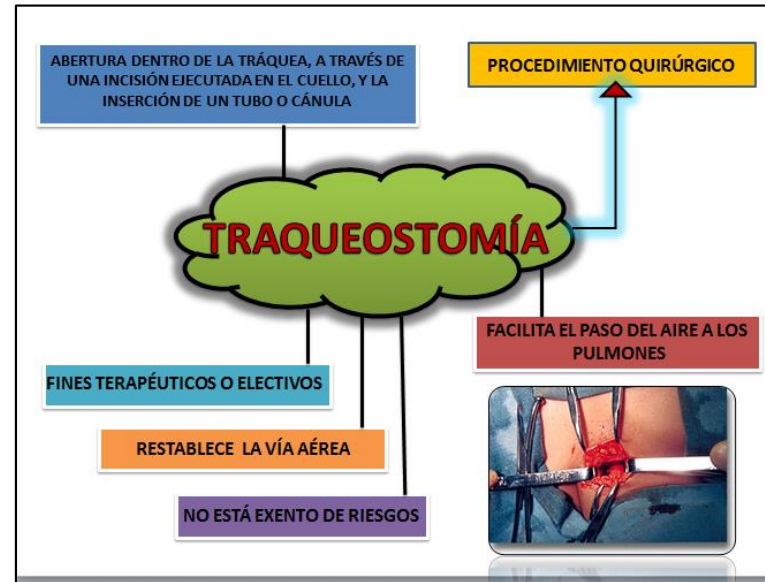 ABERTURA DENTRO DE LA TRÁQUEA, A TRAVÉS DE
UNA INCISIÓN EJECUTADA EN EL CUELLO, Y LA
INSERCIÓN DE UN TUBO O CÁNULA
PROCEDIMIENTO QUIRÚRGICO
TRAQUEOSTOMÍA
FACILITA EL PASO DEL AIRE A LOS
PULMONES
FINES TERAPÉUTICOS O ELECTIVOS
RESTABLECE LA VÍA AÉREA
NO ESTÁ EXENTO DE RIESGOS